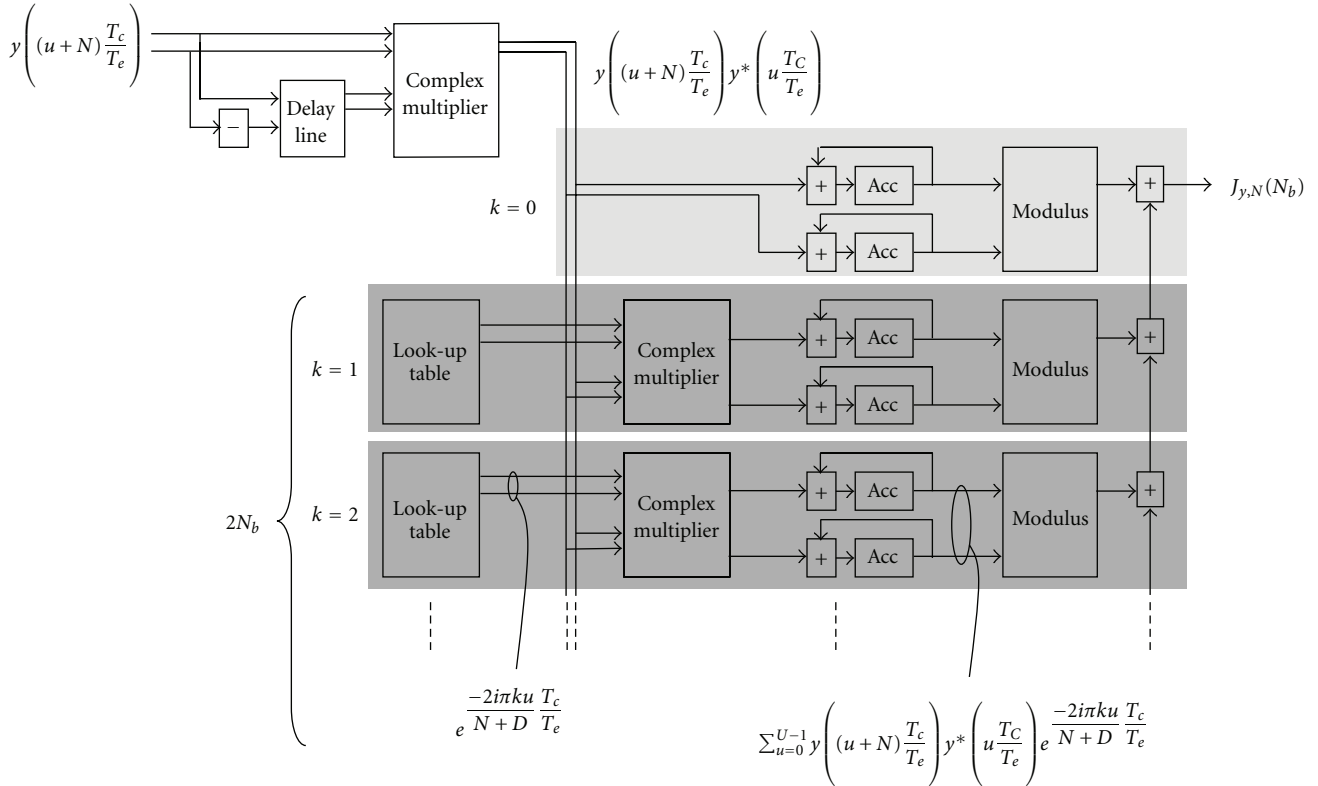 y((u + N) T_c/T_e)
Complex multiplier
Delay line
−
y((u + N) T_c/T_e) y*(u T_C/T_e)
k = 0
+
Acc
+
Acc
Modulus
+
J_{y,N}(N_b)
2N_b
k = 1
Look-up table
Complex multiplier
+
Acc
+
Acc
Modulus
+
k = 2
Look-up table
Complex multiplier
+
Acc
+
Acc
Modulus
+
e^{(−2iπku)/(N + D) T_c/T_e}
∑_{u=0}^{U−1} y((u + N) T_c/T_e) y*(u T_C/T_e) e^{(−2iπku)/(N + D) T_c/T_e}